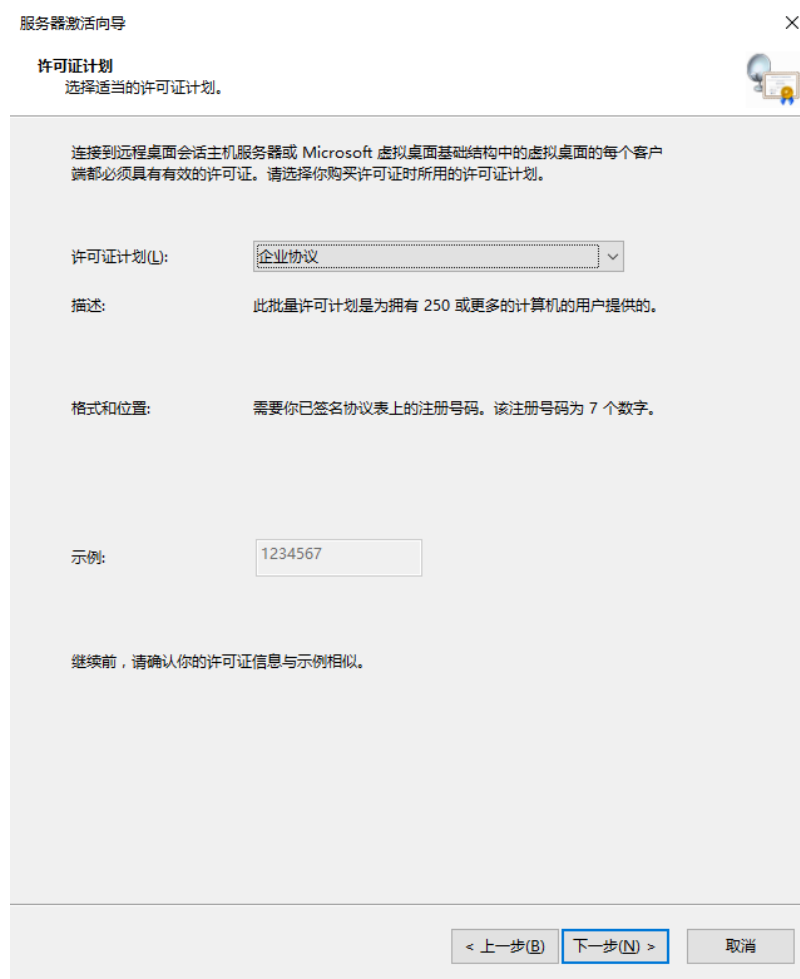 服务器激活向导
许可证计划
选择适当的许可证计划。
连接到远程桌面会话主机服务器或 Microsoft 虚拟桌面基础结构中的虚拟桌面的每个客户
端都必须具有有效的许可证。请选择你购买许可证时所用的许可证计划。
许可证计划(L): 企业协议
描述: 此批量许可计划是为拥有 250 或更多的计算机的用户提供的。
格式和位置: 需要你已签名协议表上的注册号码。该注册号码为 7 个数字。
示例: 1234567
继续前，请确认你的许可证信息与示例相似。
< 上一步(B) 下一步(N) > 取消